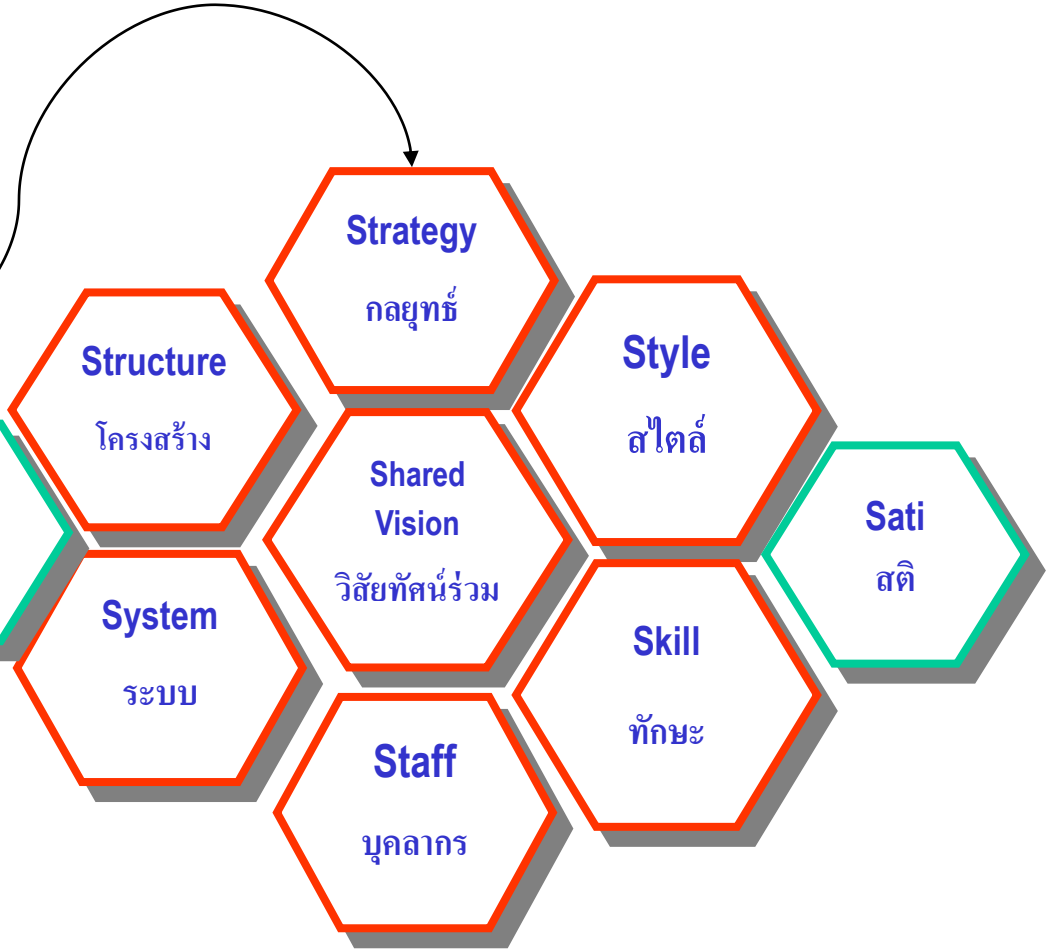 Strategy
กลยุทธ์
Structure
โครงสร้าง
Style
สไตล์
Shared
Vision
วิสัยทัศน์ร่วม
Sati
สติ
System
ระบบ
Skill
ทักษะ
Staff
บุคลากร